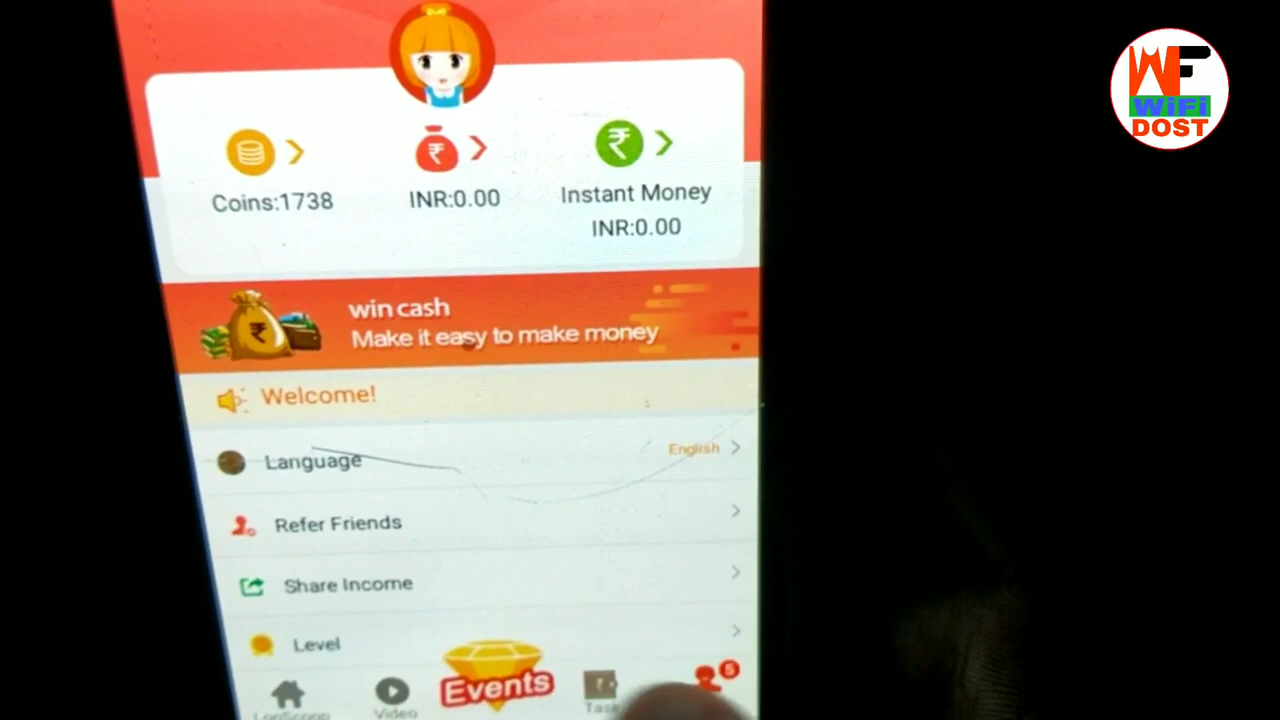 WF
WiFi
DOST
Coins:1738
INR:0.00
Instant Money
INR:0.00
win cash
Make it easy to make money
Welcome!
Language
English
Refer Friends
Share Income
Level
Events
5
Video